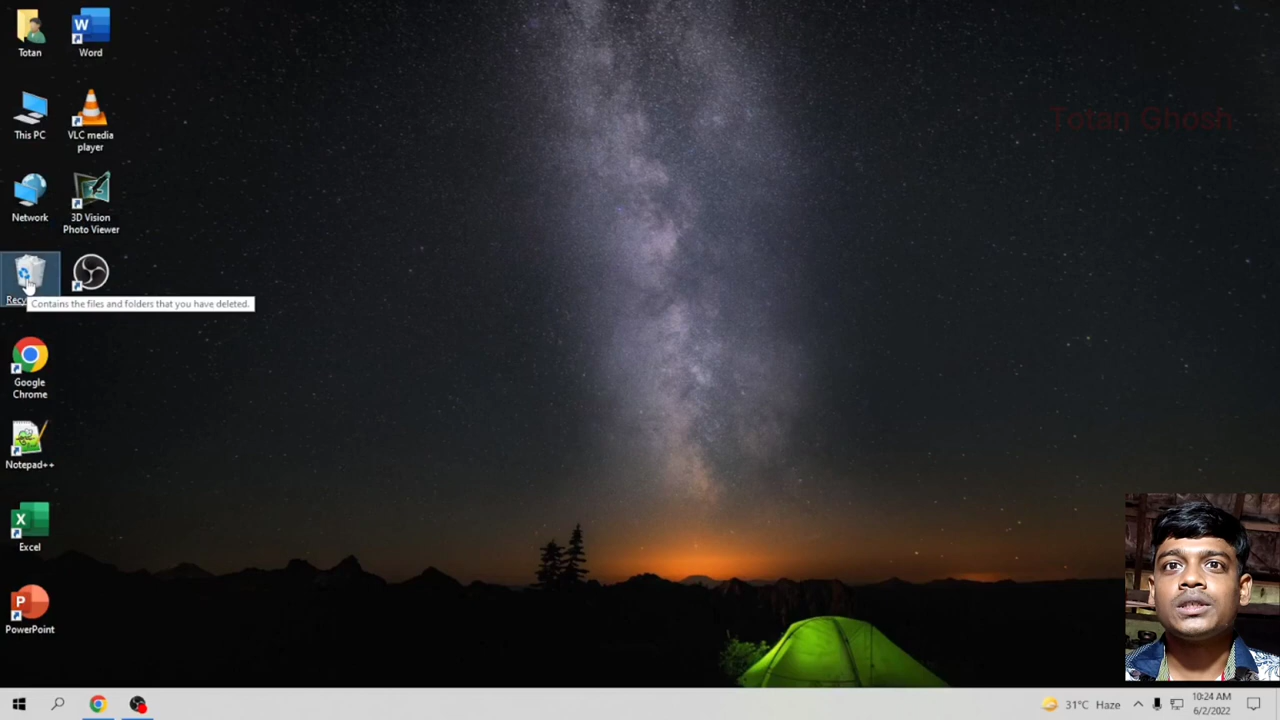 Totan
Word
This PC
VLC media
player
Network
3D Vision
Photo Viewer
Contains the files and folders that you have deleted.
Google
Chrome
Notepad++
Excel
PowerPoint
Totan Ghosh
31°C Haze
10:24 AM
6/2/2022